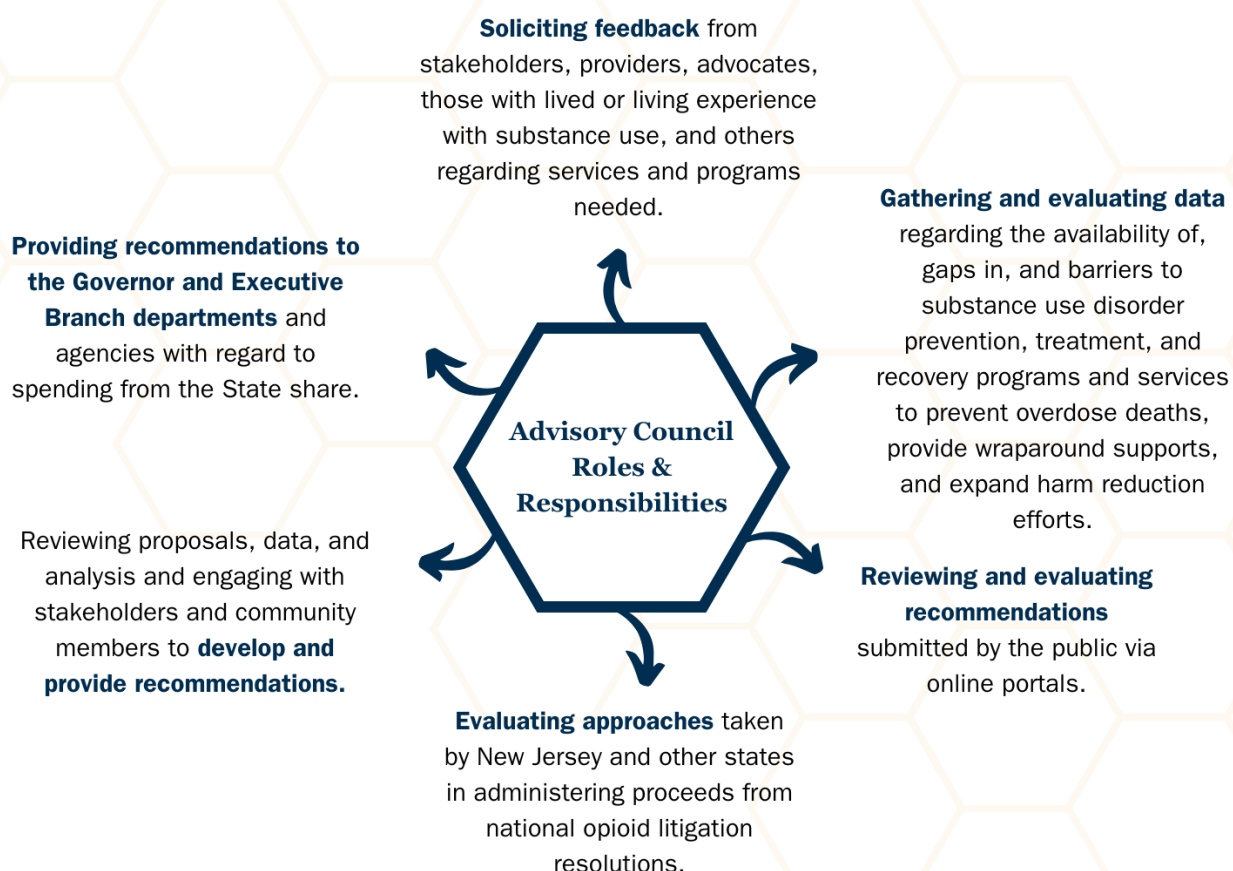 Soliciting feedback from
stakeholders, providers, advocates,
those with lived or living experience
with substance use, and others
regarding services and programs
needed.
Gathering and evaluating data
regarding the availability of,
gaps in, and barriers to
substance use disorder
prevention, treatment, and
recovery programs and services
to prevent overdose deaths,
provide wraparound supports,
and expand harm reduction
efforts.
Reviewing and evaluating
recommendations
submitted by the public via
online portals.
Evaluating approaches taken
by New Jersey and other states
in administering proceeds from
national opioid litigation
resolutions.
Reviewing proposals, data, and
analysis and engaging with
stakeholders and community
members to develop and
provide recommendations.
Providing recommendations to
the Governor and Executive
Branch departments and
agencies with regard to
spending from the State share.
Advisory Council
Roles &
Responsibilities